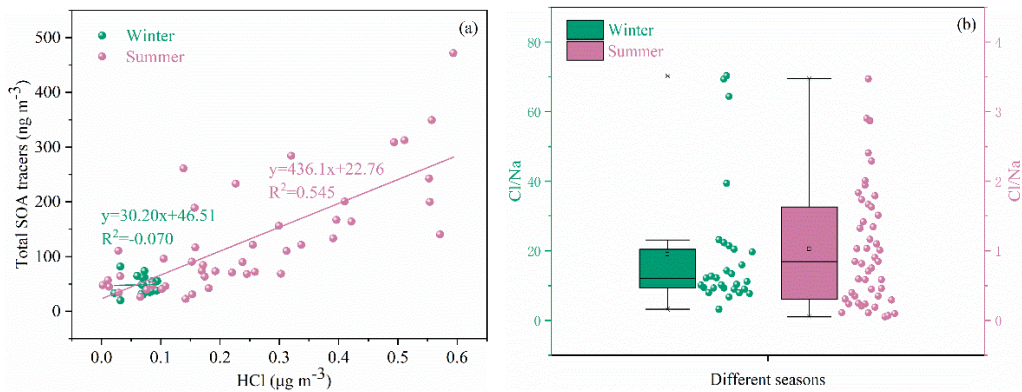 (a)
Winter
Summer
500
400
300
200
100
0
Total SOA tracers (ng m⁻³)
y=436.1x+22.76
R²=0.545
y=30.20x+46.51
R²=-0.070
0.0 0.1 0.2 0.3 0.4 0.5 0.6
HCl (μg m⁻³)
(b)
Winter
Summer
80
60
40
20
0
Cl/Na
4
3
2
1
0
Cl/Na
Different seasons